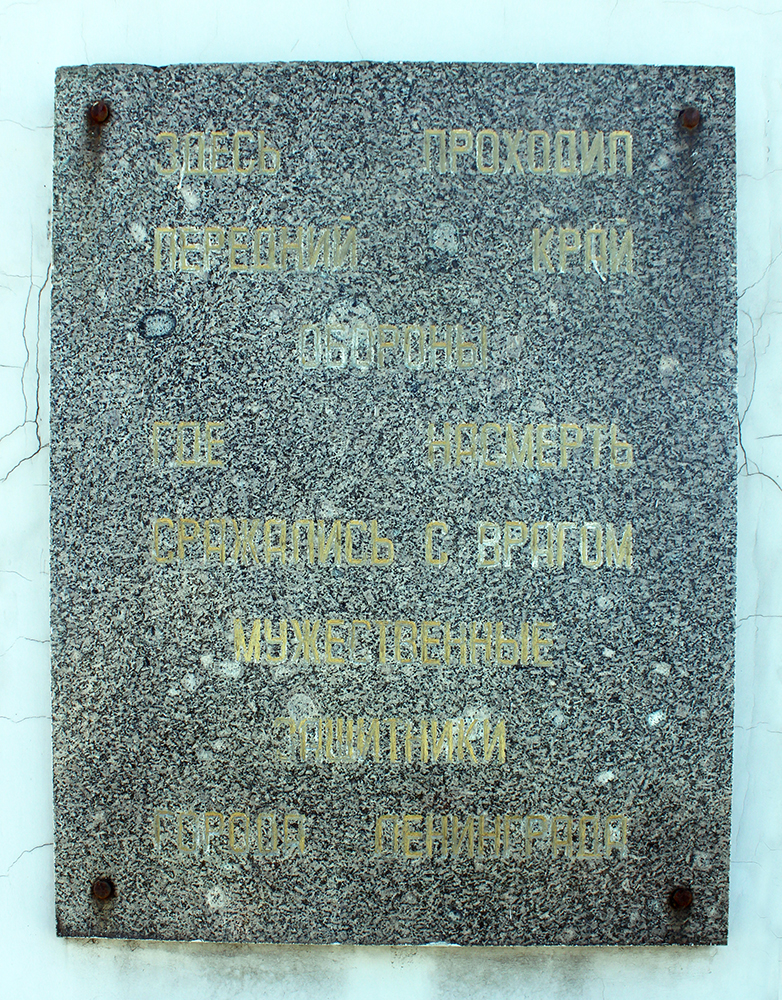 ЗДЕСЬ ПРОХОДИЛ
ПЕРЕДНИЙ КРАЙ
ОБОРОНЫ
ГДЕ НАСМЕРТЬ
СРАЖАЛИСЬ С ВРАГОМ
МУЖЕСТВЕННЫЕ
ЗАЩИТНИКИ
ГОРОДА ЛЕНИНГРАДА